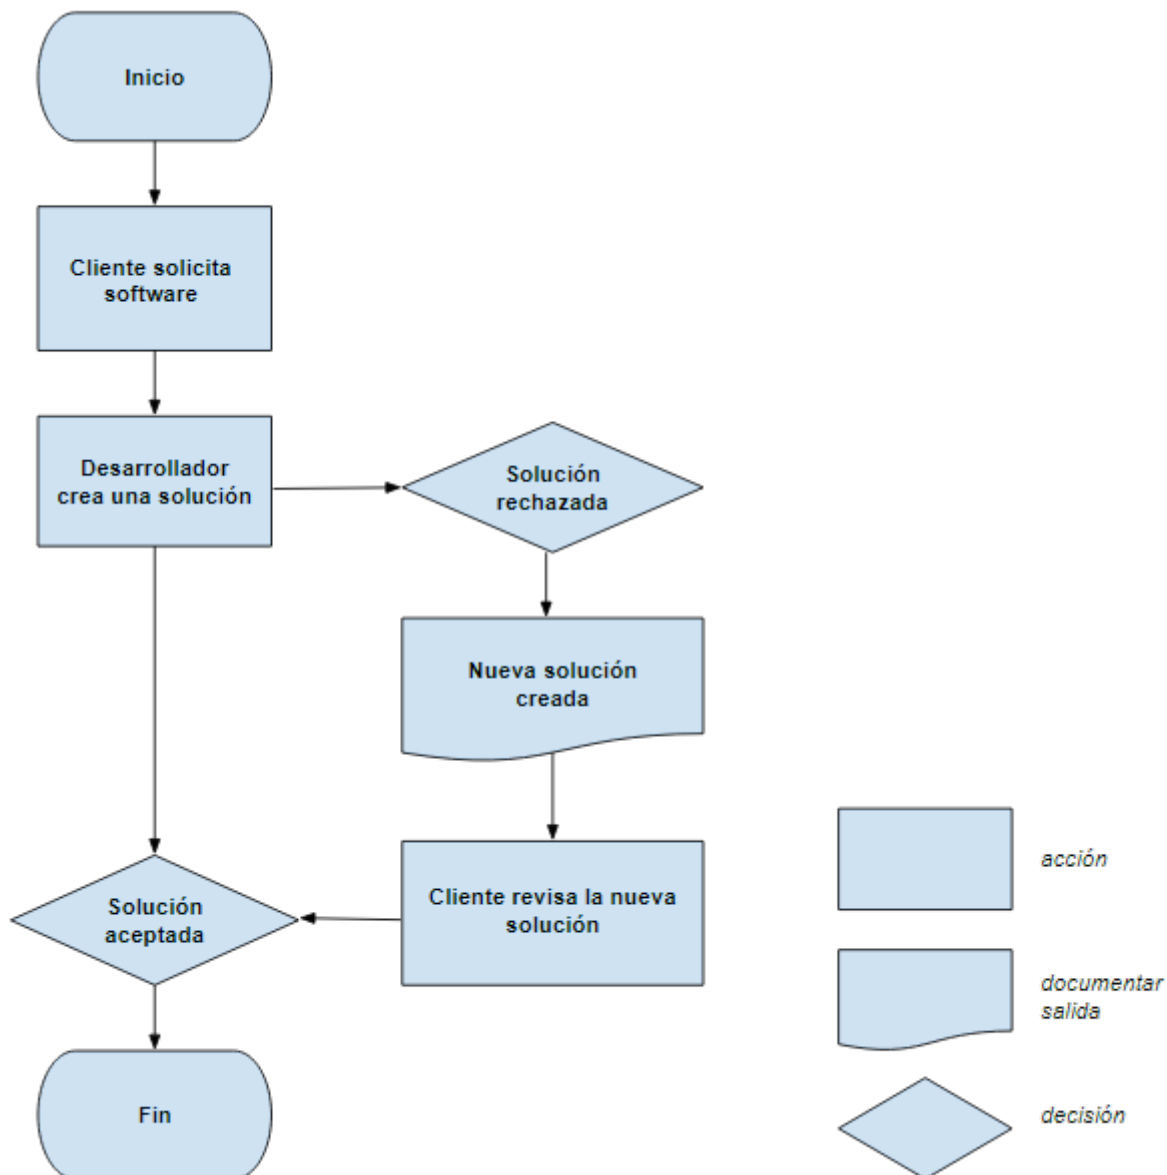 Inicio
Cliente solicita
software
Desarrollador
crea una solución
Solución
rechazada
Nueva solución
creada
Cliente revisa la nueva
solución
Solución
aceptada
Fin
acción
documentar
salida
decisión